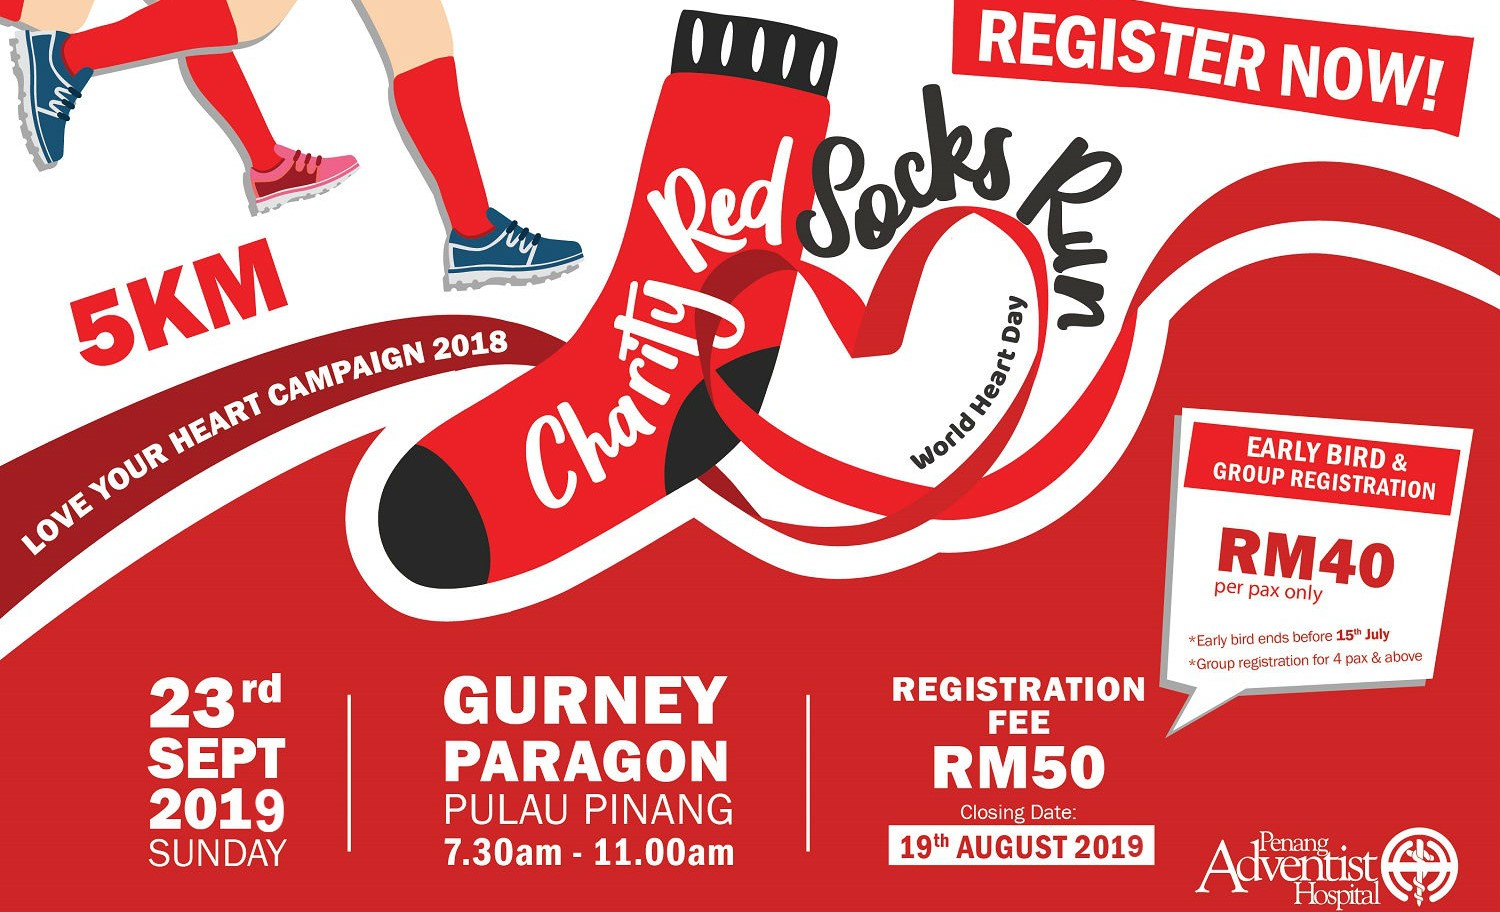 REGISTER NOW!
5KM
LOVE YOUR HEART CAMPAIGN 2018
Charity Red Socks Run
World Heart Day
EARLY BIRD &
GROUP REGISTRATION
RM40
per pax only
*Early bird ends before 15th July
*Group registration for 4 pax & above
23rd
SEPT
2019
SUNDAY
GURNEY
PARAGON
PULAU PINANG
7.30am - 11.00am
REGISTRATION
FEE
RM50
Closing Date:
19th AUGUST 2019
Penang
Adventist
Hospital